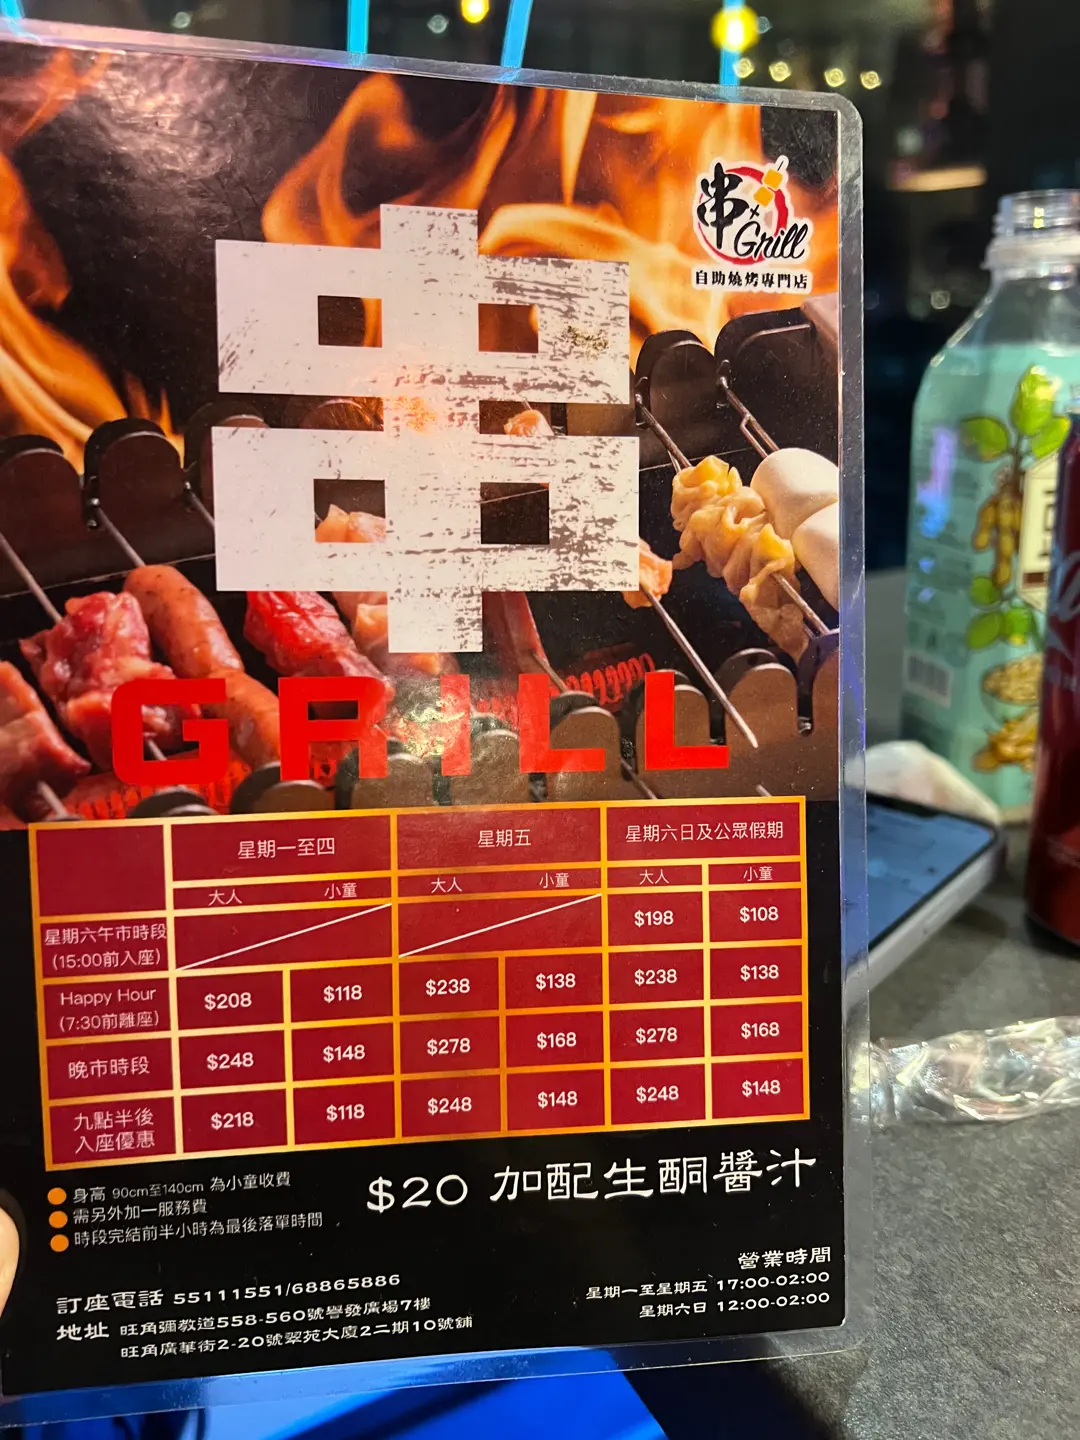 串
Grill
自助燒烤專門店
串
GRILL
星期一至四 星期五 星期六日及公眾假期
大人 小童 大人 小童 大人 小童
星期六午市時段 (15:00前入座) $198 $108
Happy Hour (7:30前離座) $208 $118 $238 $138 $238 $138
晚市時段 $248 $148 $278 $168 $278 $168
九點半後入座優惠 $218 $118 $248 $148 $248 $148
身高 90cm至140cm 為小童收費
需另外加一服務費
時段完結前半小時為最後落單時間
$20 加配生酮醬汁
訂座電話 55111551/68865886
地址 旺角彌敦道558-560號譽發廣場7樓
旺角廣華街2-20號翠苑大廈2二期10號舖
營業時間
星期一至星期五 17:00-02:00
星期六日 12:00-02:00